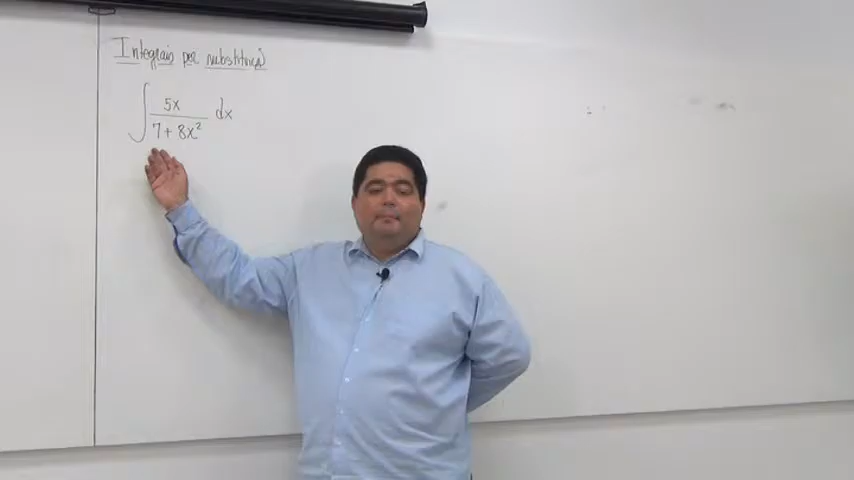 Integrais por substituição
∫ 5x / (7 + 8x²) dx